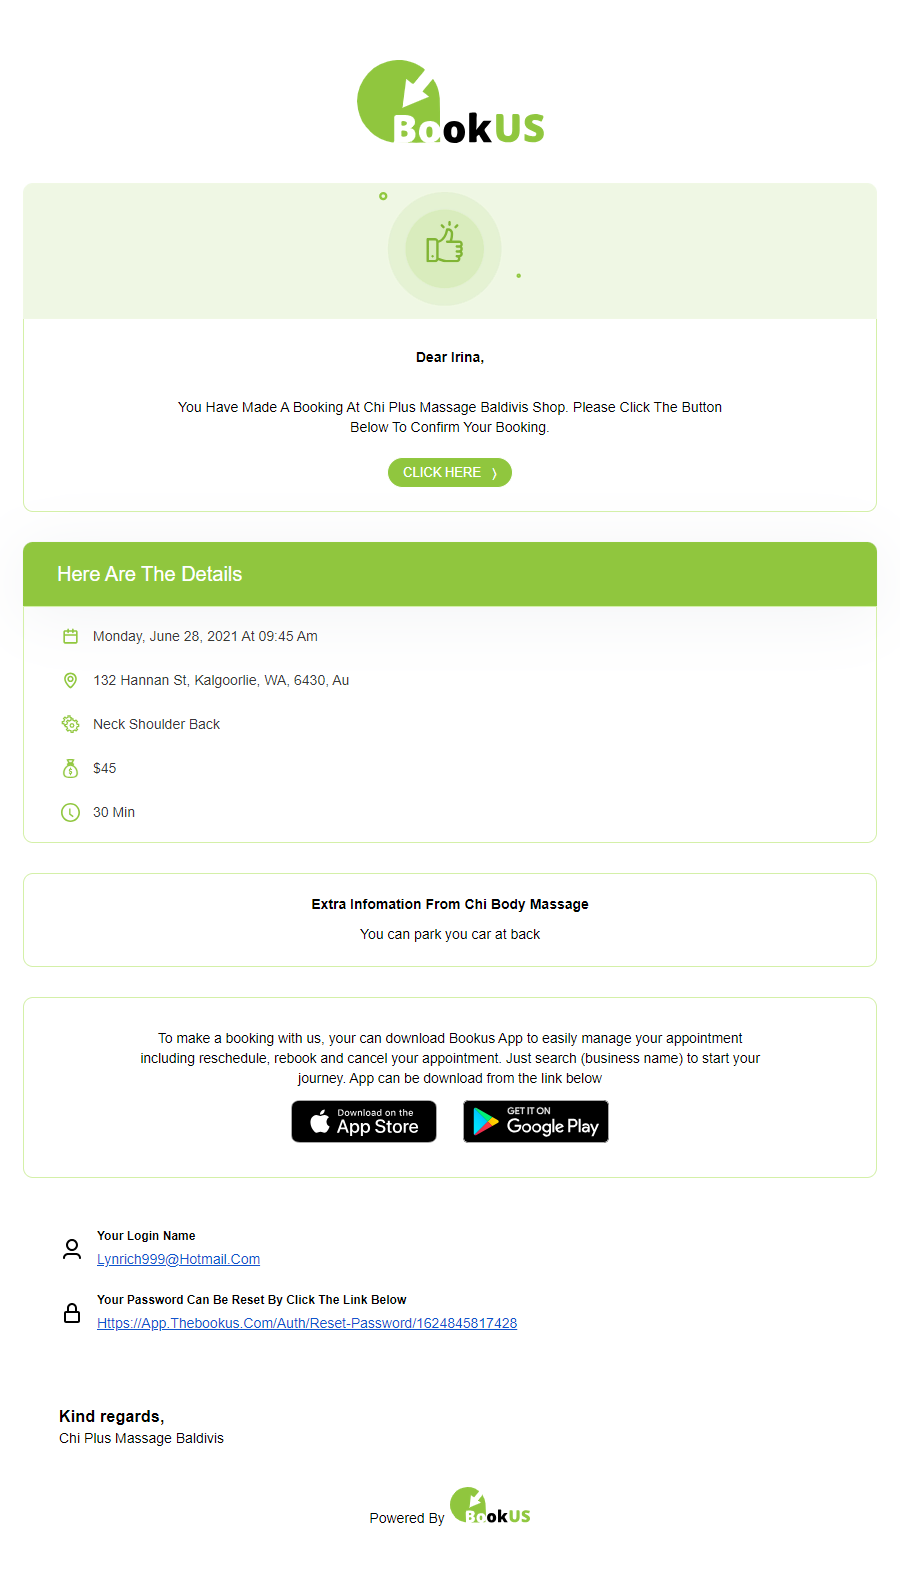 BookUS
Dear Irina,
You Have Made A Booking At Chi Plus Massage Baldivis Shop. Please Click The Button
Below To Confirm Your Booking.
CLICK HERE ⟩
Here Are The Details
Monday, June 28, 2021 At 09:45 Am
132 Hannan St, Kalgoorlie, WA, 6430, Au
Neck Shoulder Back
$45
30 Min
Extra Infomation From Chi Body Massage
You can park you car at back
To make a booking with us, your can download Bookus App to easily manage your appointment
including reschedule, rebook and cancel your appointment. Just search (business name) to start your
journey. App can be download from the link below
Download on the
App Store
GET IT ON
Google Play
Your Login Name
Lynrich999@Hotmail.Com
Your Password Can Be Reset By Click The Link Below
Https://App.Thebookus.Com/Auth/Reset-Password/1624845817428
Kind regards,
Chi Plus Massage Baldivis
Powered By BookUS